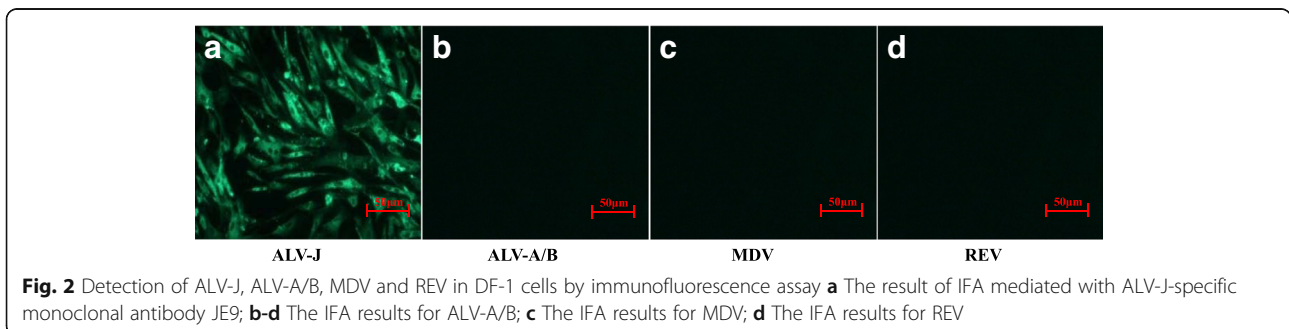 a
b
c
d
50µm
50µm
50µm
50µm
ALV-J
ALV-A/B
MDV
REV
Fig. 2 Detection of ALV-J, ALV-A/B, MDV and REV in DF-1 cells by immunofluorescence assay a The result of IFA mediated with ALV-J-specific
monoclonal antibody JE9; b-d The IFA results for ALV-A/B; c The IFA results for MDV; d The IFA results for REV